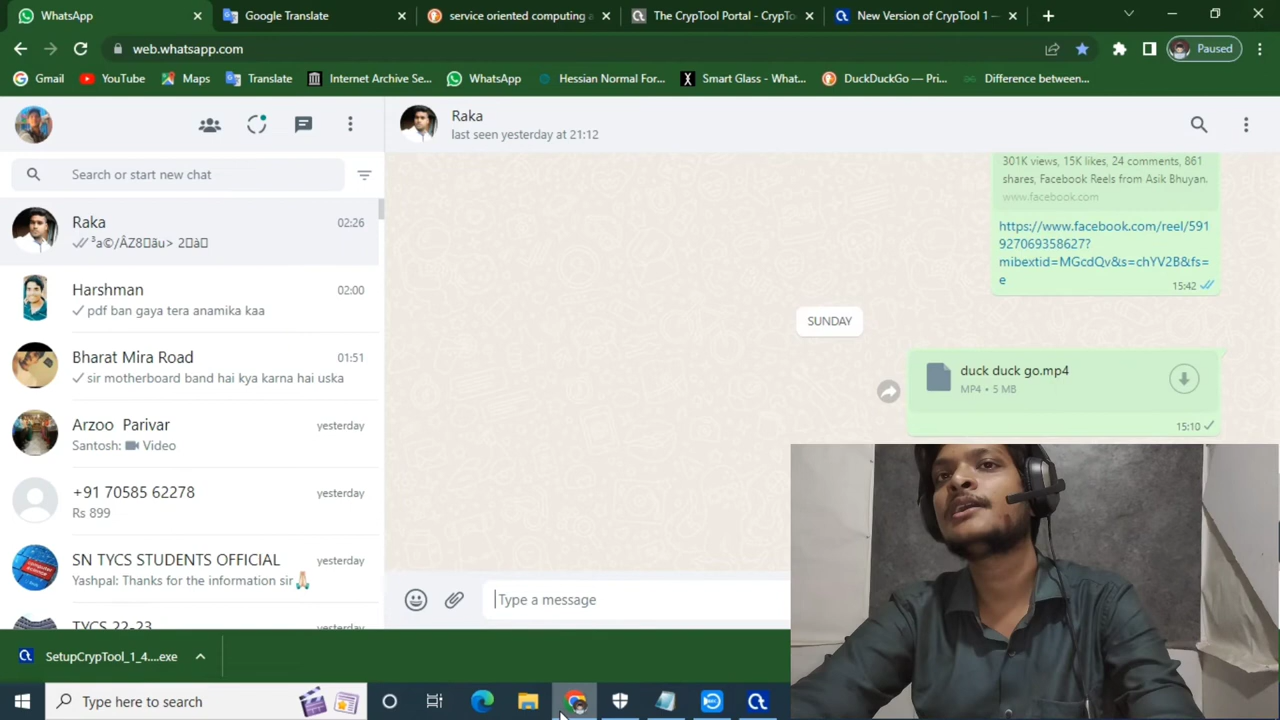 WhatsApp
Google Translate
service oriented computing a
The CrypTool Portal - CrypTo
New Version of CrypTool 1 —
web.whatsapp.com
Paused
Gmail
YouTube
Maps
Translate
Internet Archive Se...
WhatsApp
Hessian Normal For...
Smart Glass - What...
DuckDuckGo — Pri...
Difference between...
Raka
last seen yesterday at 21:12
Search or start new chat
Raka
02:26
Harshman
02:00
pdf ban gaya tera anamika kaa
Bharat Mira Road
01:51
sir motherboard band hai kya karna hai uska
Arzoo Parivar
yesterday
Santosh: Video
+91 70585 62278
yesterday
Rs 899
SN TYCS STUDENTS OFFICIAL
yesterday
Yashpal: Thanks for the information sir
TYCS 22-23
yesterday
301K views, 15K likes, 24 comments, 861
shares, Facebook Reels from Asik Bhuyan.
www.facebook.com
https://www.facebook.com/reel/591
927069358627?
mibextid=MGcdQv&s=chYV2B&fs=
e
15:42
SUNDAY
duck duck go.mp4
MP4 • 5 MB
15:10
Type a message
SetupCrypTool_1_4....exe
Type here to search